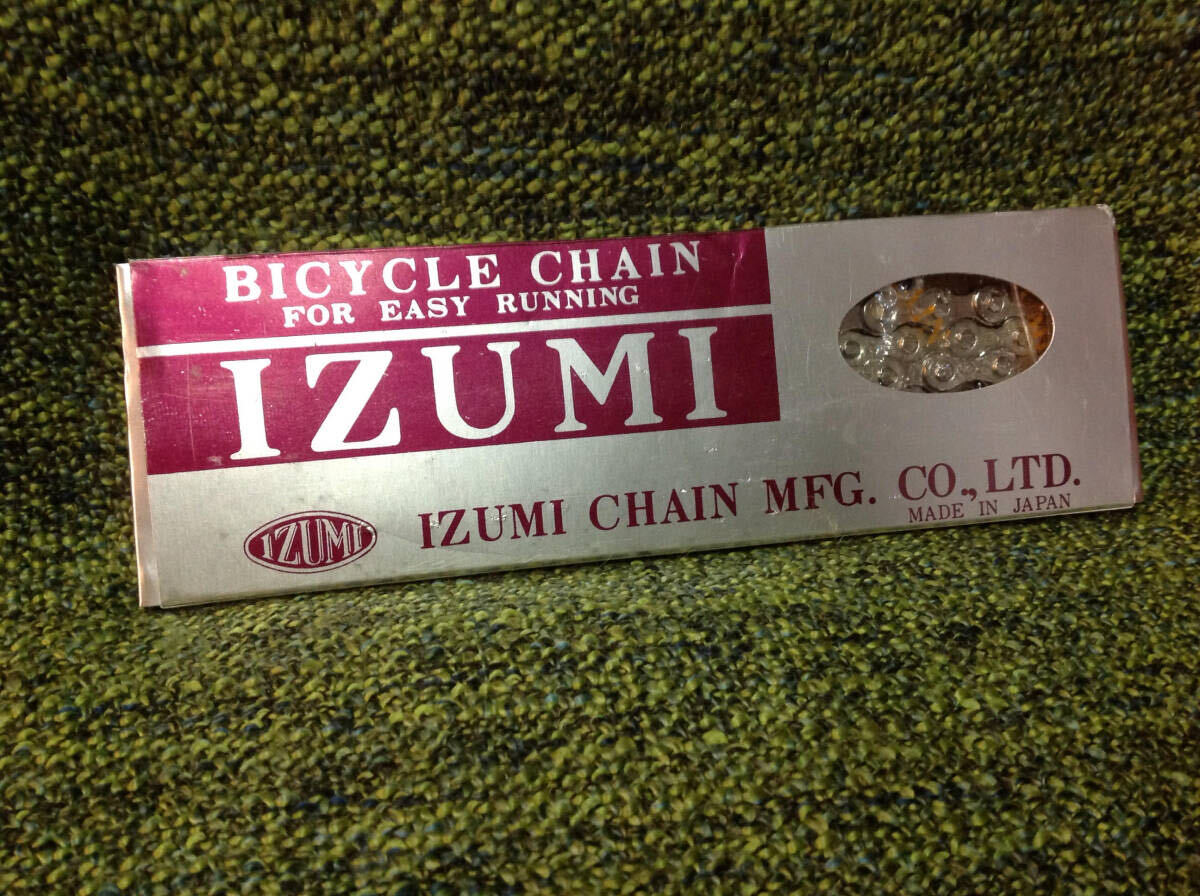 BICYCLE CHAIN
FOR EASY RUNNING
IZUMI
IZUMI
IZUMI CHAIN MFG. CO., LTD.
MADE IN JAPAN